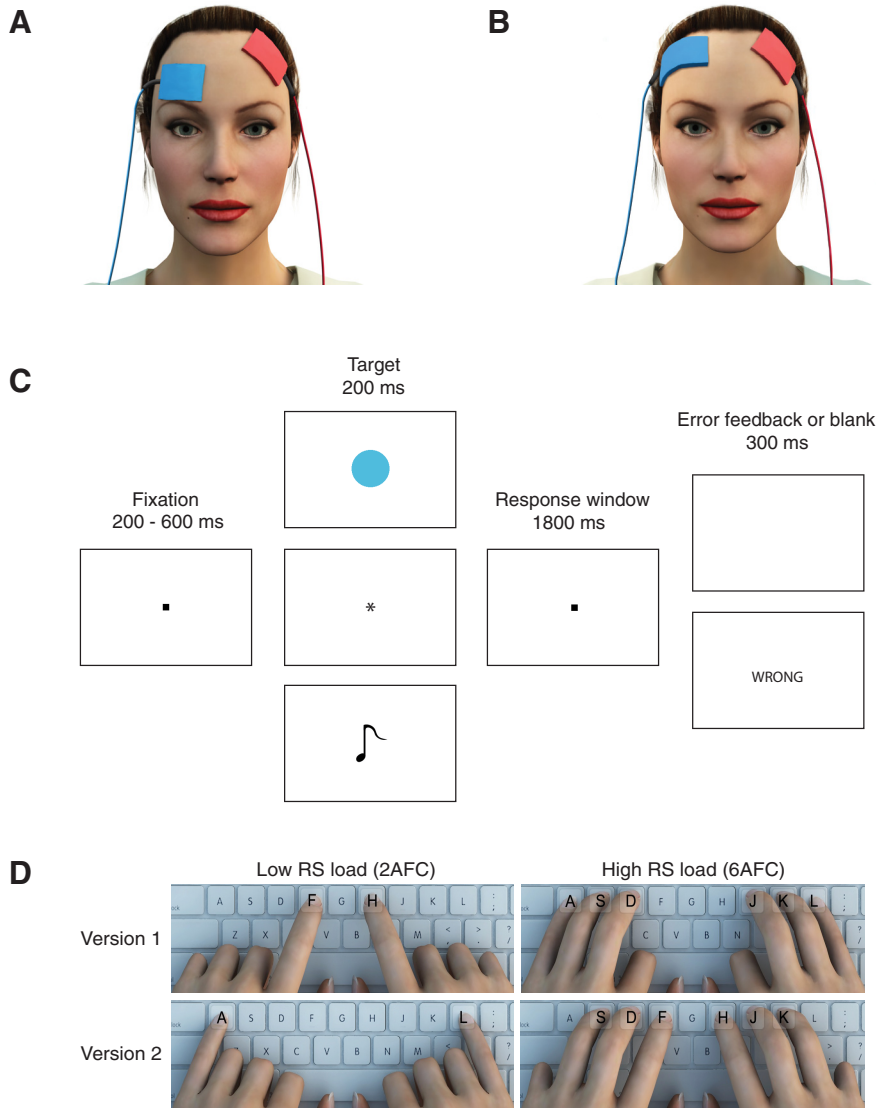 A
B
C
Target
200 ms
Error feedback or blank
300 ms
Fixation
200 - 600 ms
Response window
1800 ms
*
WRONG
D
Low RS load (2AFC)
High RS load (6AFC)
Version 1
A S D F G H J K L : ;
Z X V B M < , > . ? /
A S D F G H J K L : ;
C V B N ? /
Version 2
A S D F G H J K L : ;
? /
A S D F G H J K L : ;
V B ? /